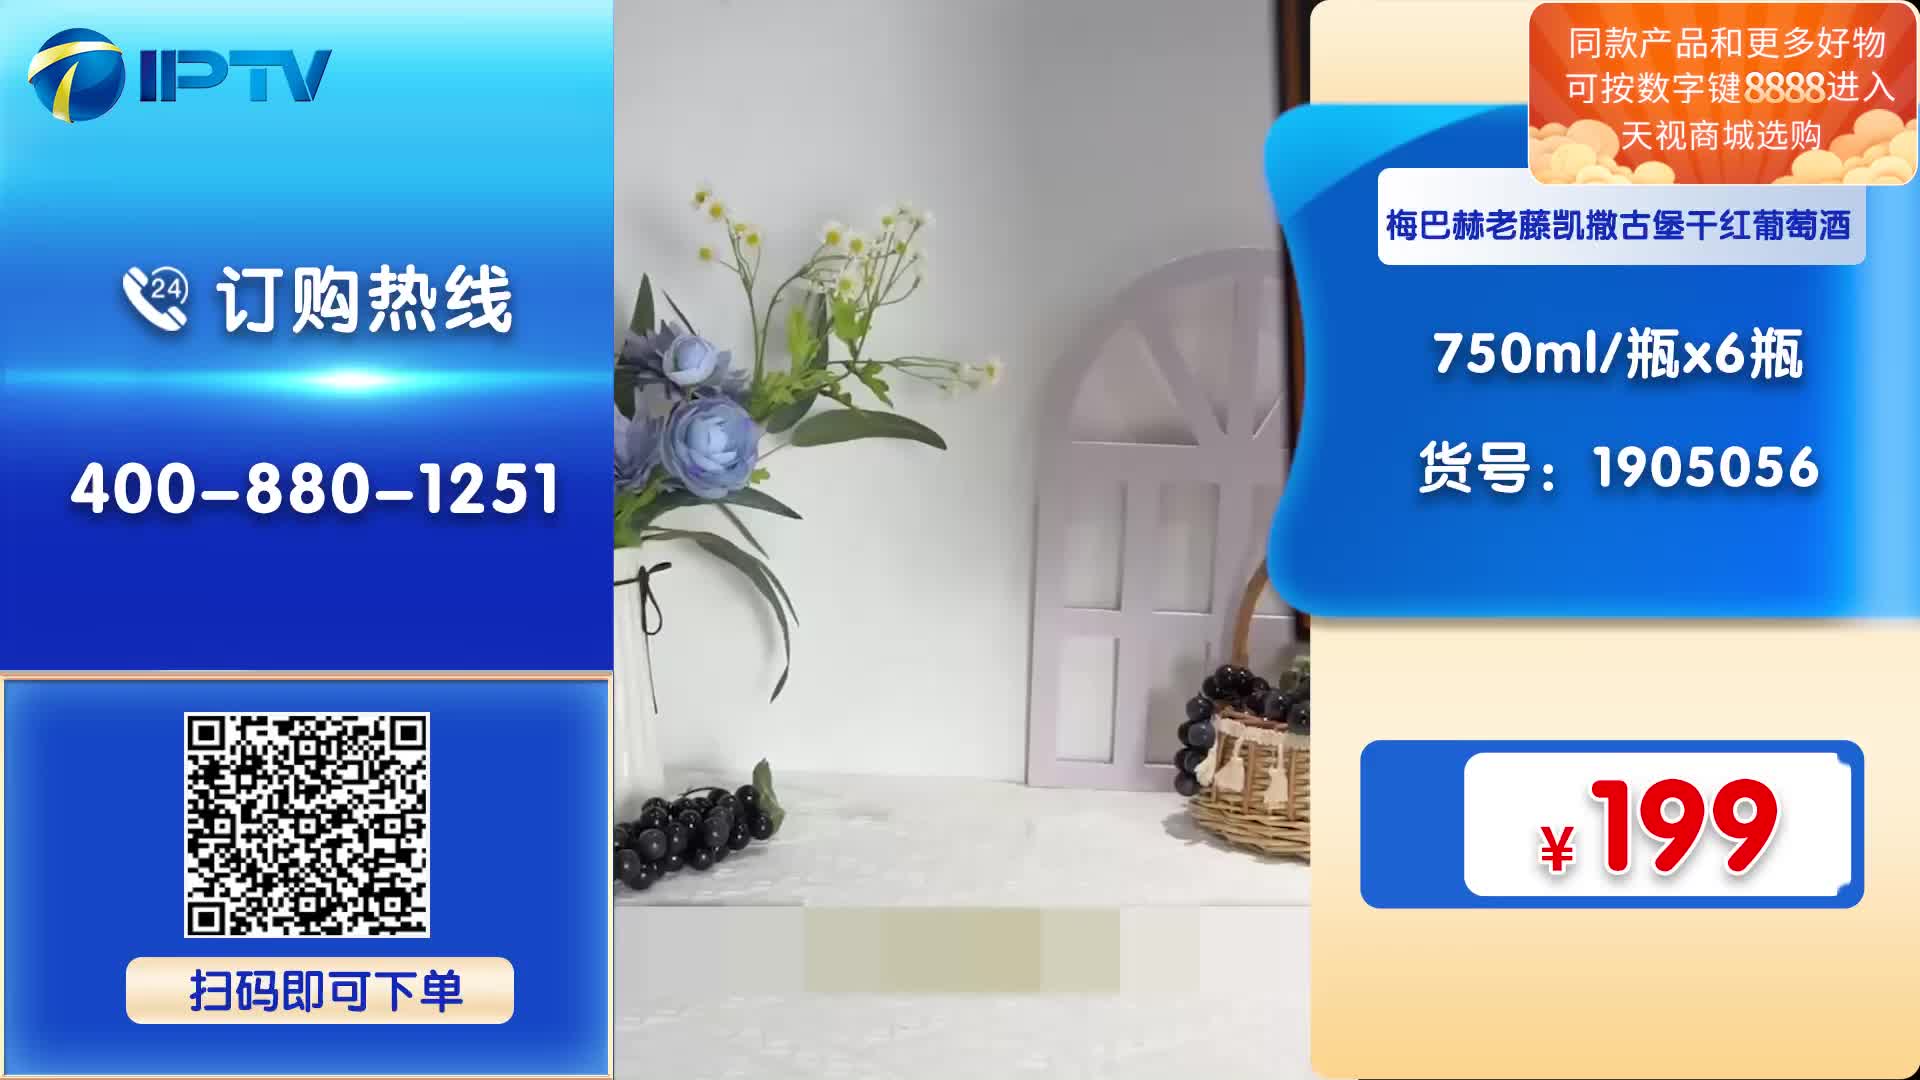 IPTV
24
订购热线
400-880-1251
扫码即可下单
同款产品和更多好物
可按数字键8888进入
天视商城选购
梅巴赫老藤凯撒古堡干红葡萄酒
750ml/瓶x6瓶
货号：1905056
¥199